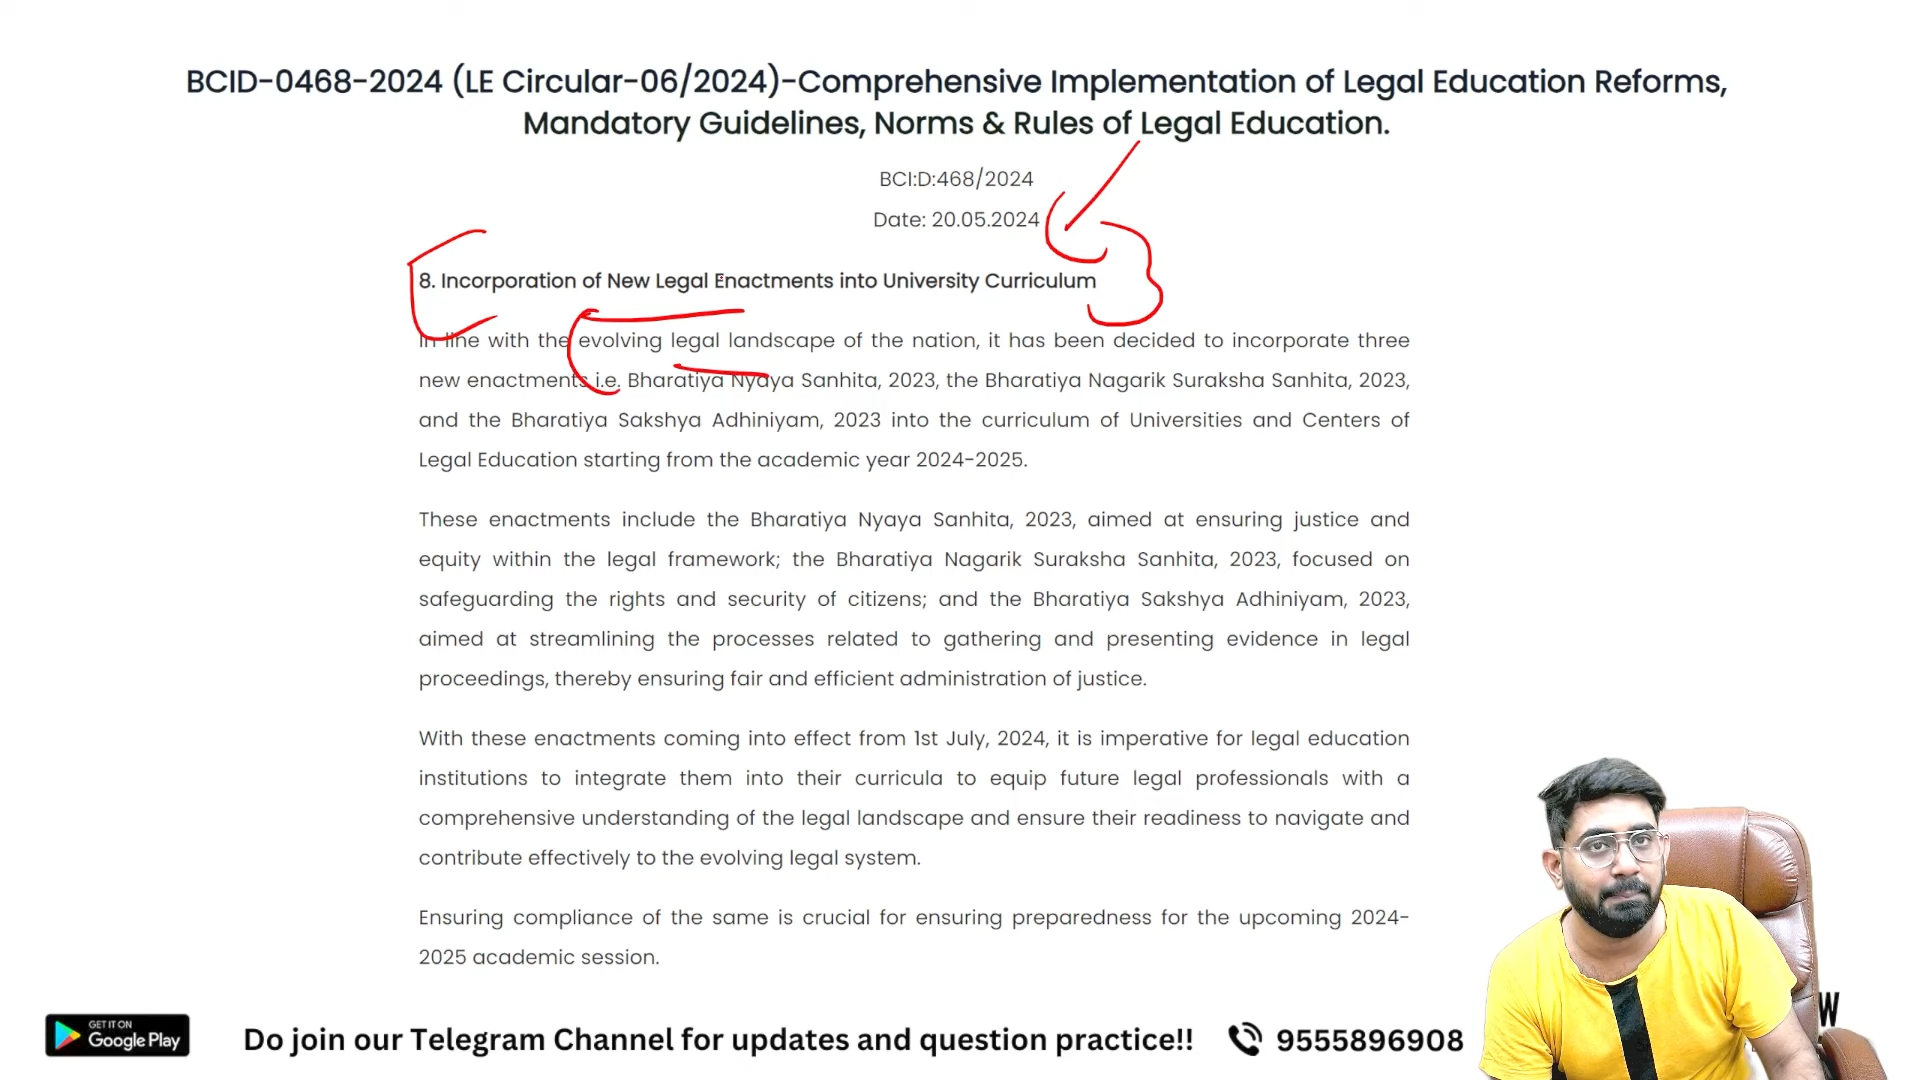 BCID-0468-2024 (LE Circular-06/2024)-Comprehensive Implementation of Legal Education Reforms,
Mandatory Guidelines, Norms & Rules of Legal Education.
BCI:D:468/2024
Date: 20.05.2024
8. Incorporation of New Legal Enactments into University Curriculum
In line with the evolving legal landscape of the nation, it has been decided to incorporate three
new enactments i.e. Bharatiya Nyaya Sanhita, 2023, the Bharatiya Nagarik Suraksha Sanhita, 2023,
and the Bharatiya Sakshya Adhiniyam, 2023 into the curriculum of Universities and Centers of
Legal Education starting from the academic year 2024-2025.
These enactments include the Bharatiya Nyaya Sanhita, 2023, aimed at ensuring justice and
equity within the legal framework; the Bharatiya Nagarik Suraksha Sanhita, 2023, focused on
safeguarding the rights and security of citizens; and the Bharatiya Sakshya Adhiniyam, 2023,
aimed at streamlining the processes related to gathering and presenting evidence in legal
proceedings, thereby ensuring fair and efficient administration of justice.
With these enactments coming into effect from 1st July, 2024, it is imperative for legal education
institutions to integrate them into their curricula to equip future legal professionals with a
comprehensive understanding of the legal landscape and ensure their readiness to navigate and
contribute effectively to the evolving legal system.
Ensuring compliance of the same is crucial for ensuring preparedness for the upcoming 2024-
2025 academic session.
GET IT ON
Google Play
Do join our Telegram Channel for updates and question practice!!
9555896908
W